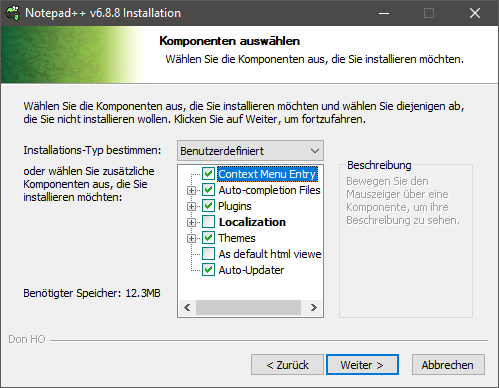 Notepad++ v6.8.8 Installation
Komponenten auswählen
Wählen Sie die Komponenten aus, die Sie installieren möchten.
Wählen Sie die Komponenten aus, die Sie installieren möchten und wählen Sie diejenigen ab,
die Sie nicht installieren wollen. Klicken Sie auf Weiter, um fortzufahren.
Installations-Typ bestimmen:
Benutzerdefiniert
oder wählen Sie zusätzliche
Komponenten aus, die Sie
installieren möchten:
Context Menu Entry
Auto-completion Files
Plugins
Localization
Themes
As default html viewe
Auto-Updater
Beschreibung
Bewegen Sie den
Mauszeiger über eine
Komponente, um ihre
Beschreibung zu sehen.
Benötigter Speicher: 12.3MB
Don HO
< Zurück
Weiter >
Abbrechen